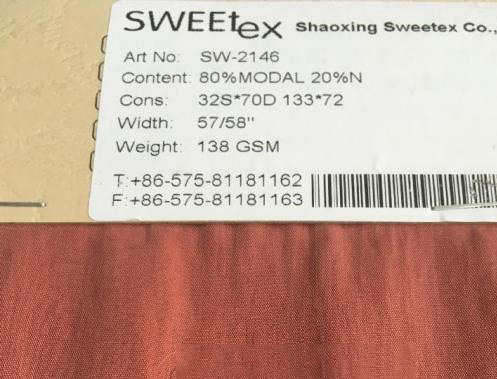 SWEEtex Shaoxing Sweetex Co.,
Art No: SW-2146
Content: 80%MODAL 20%N
Cons: 32S*70D 133*72
Width: 57/58"
Weight: 138 GSM
T:+86-575-81181162
F:+86-575-81181163